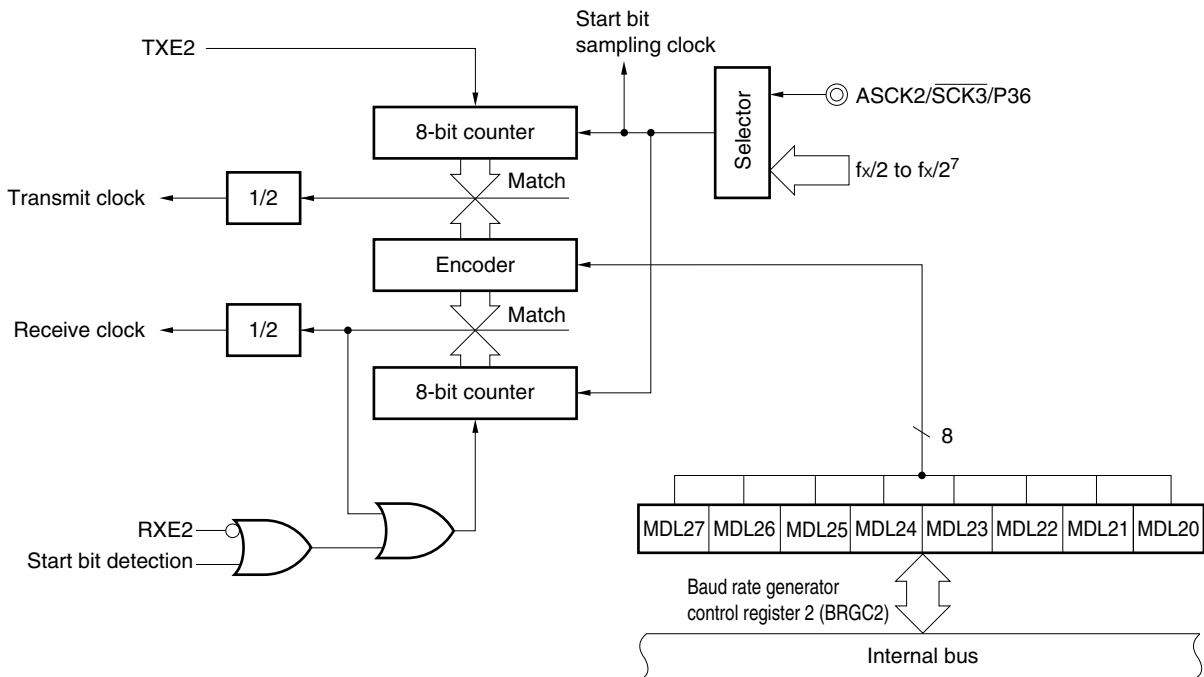 Start bit
sampling clock
TXE2
ASCK2/SCK3/P36
8-bit counter
Selector
fx/2 to fx/2⁷
Match
Transmit clock
1/2
Encoder
Match
Receive clock
1/2
8-bit counter
8
RXE2
Start bit detection
MDL27 MDL26 MDL25 MDL24 MDL23 MDL22 MDL21 MDL20
Baud rate generator
control register 2 (BRGC2)
Internal bus